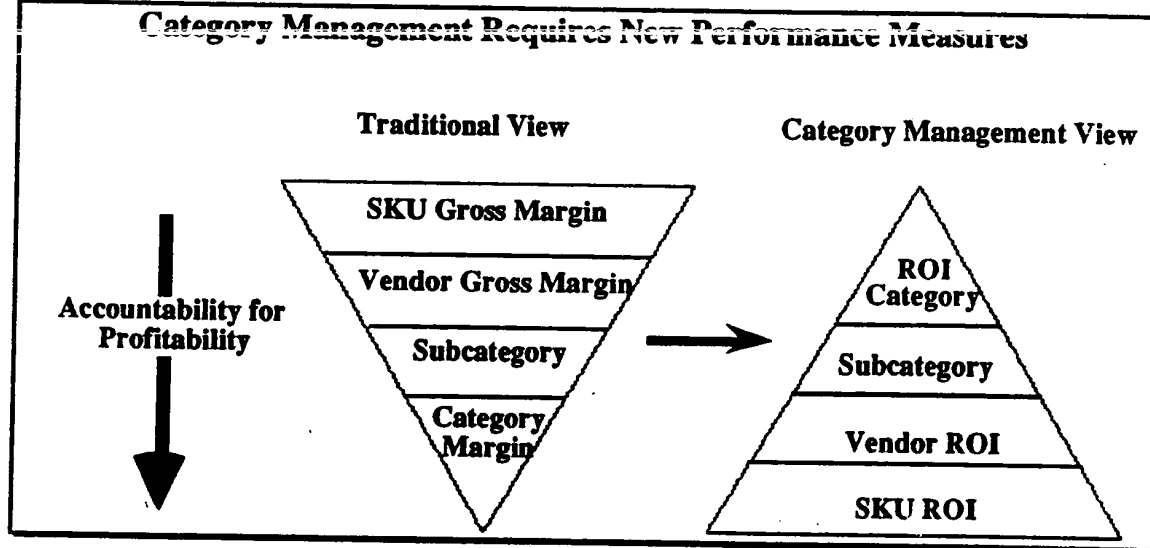 Category Management Requires New Performance Measures
Traditional View
Category Management View
Accountability for
Profitability
SKU Gross Margin
Vendor Gross Margin
Subcategory
Category
Margin
ROI
Category
Subcategory
Vendor ROI
SKU ROI